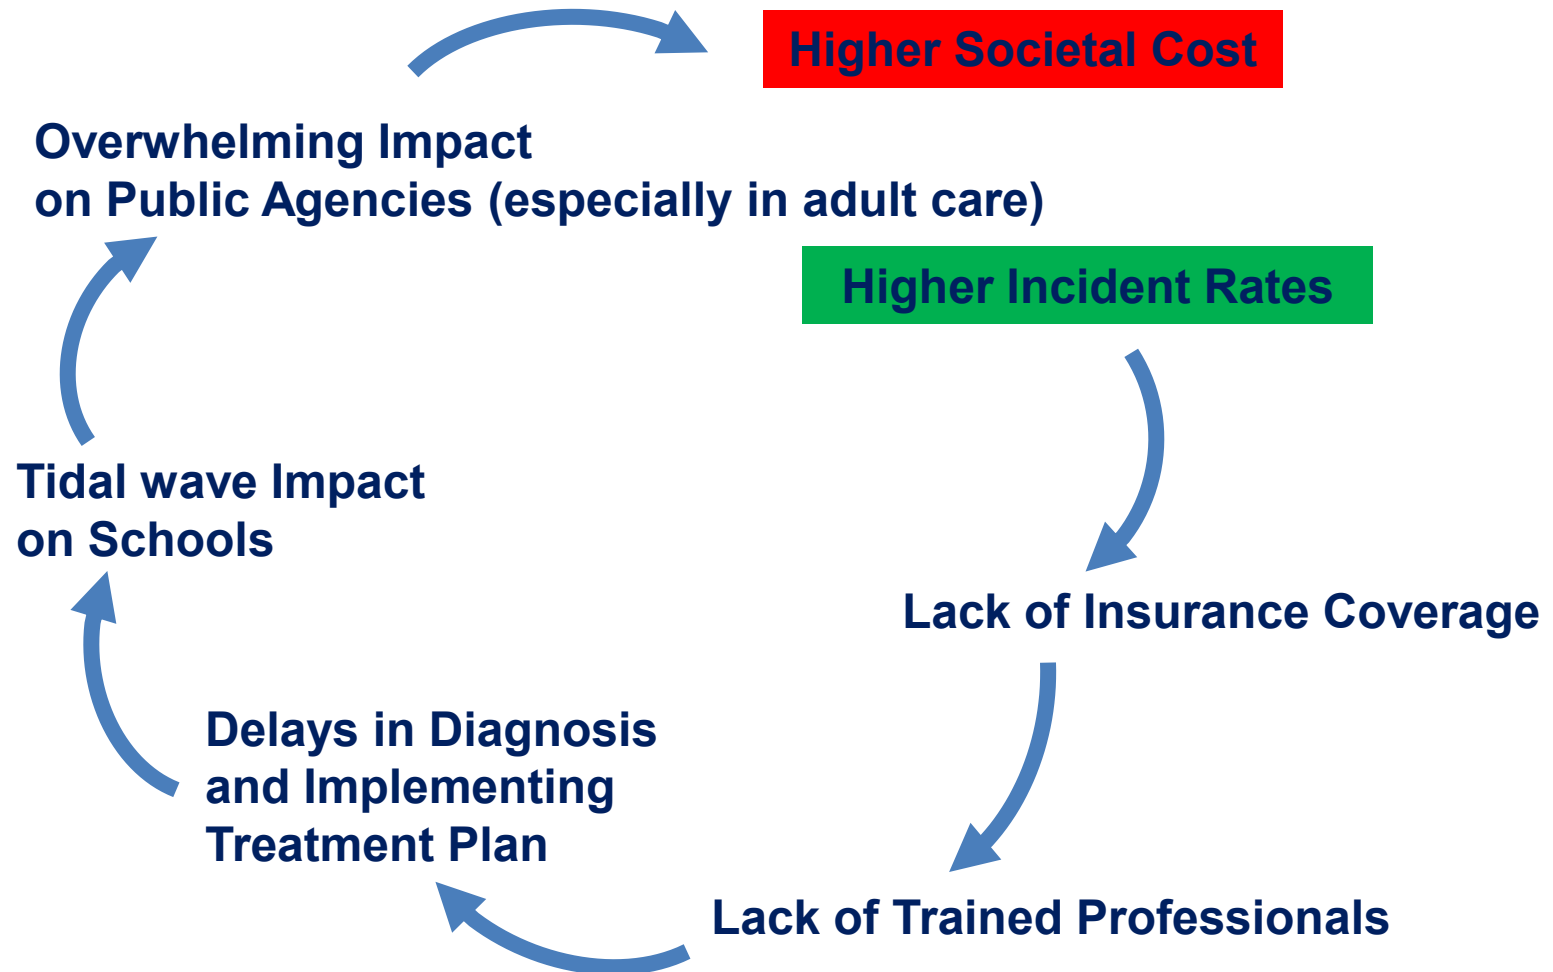 Higher Societal Cost
Overwhelming Impact
on Public Agencies (especially in adult care)
Higher Incident Rates
Tidal wave Impact
on Schools
Lack of Insurance Coverage
Delays in Diagnosis
and Implementing
Treatment Plan
Lack of Trained Professionals